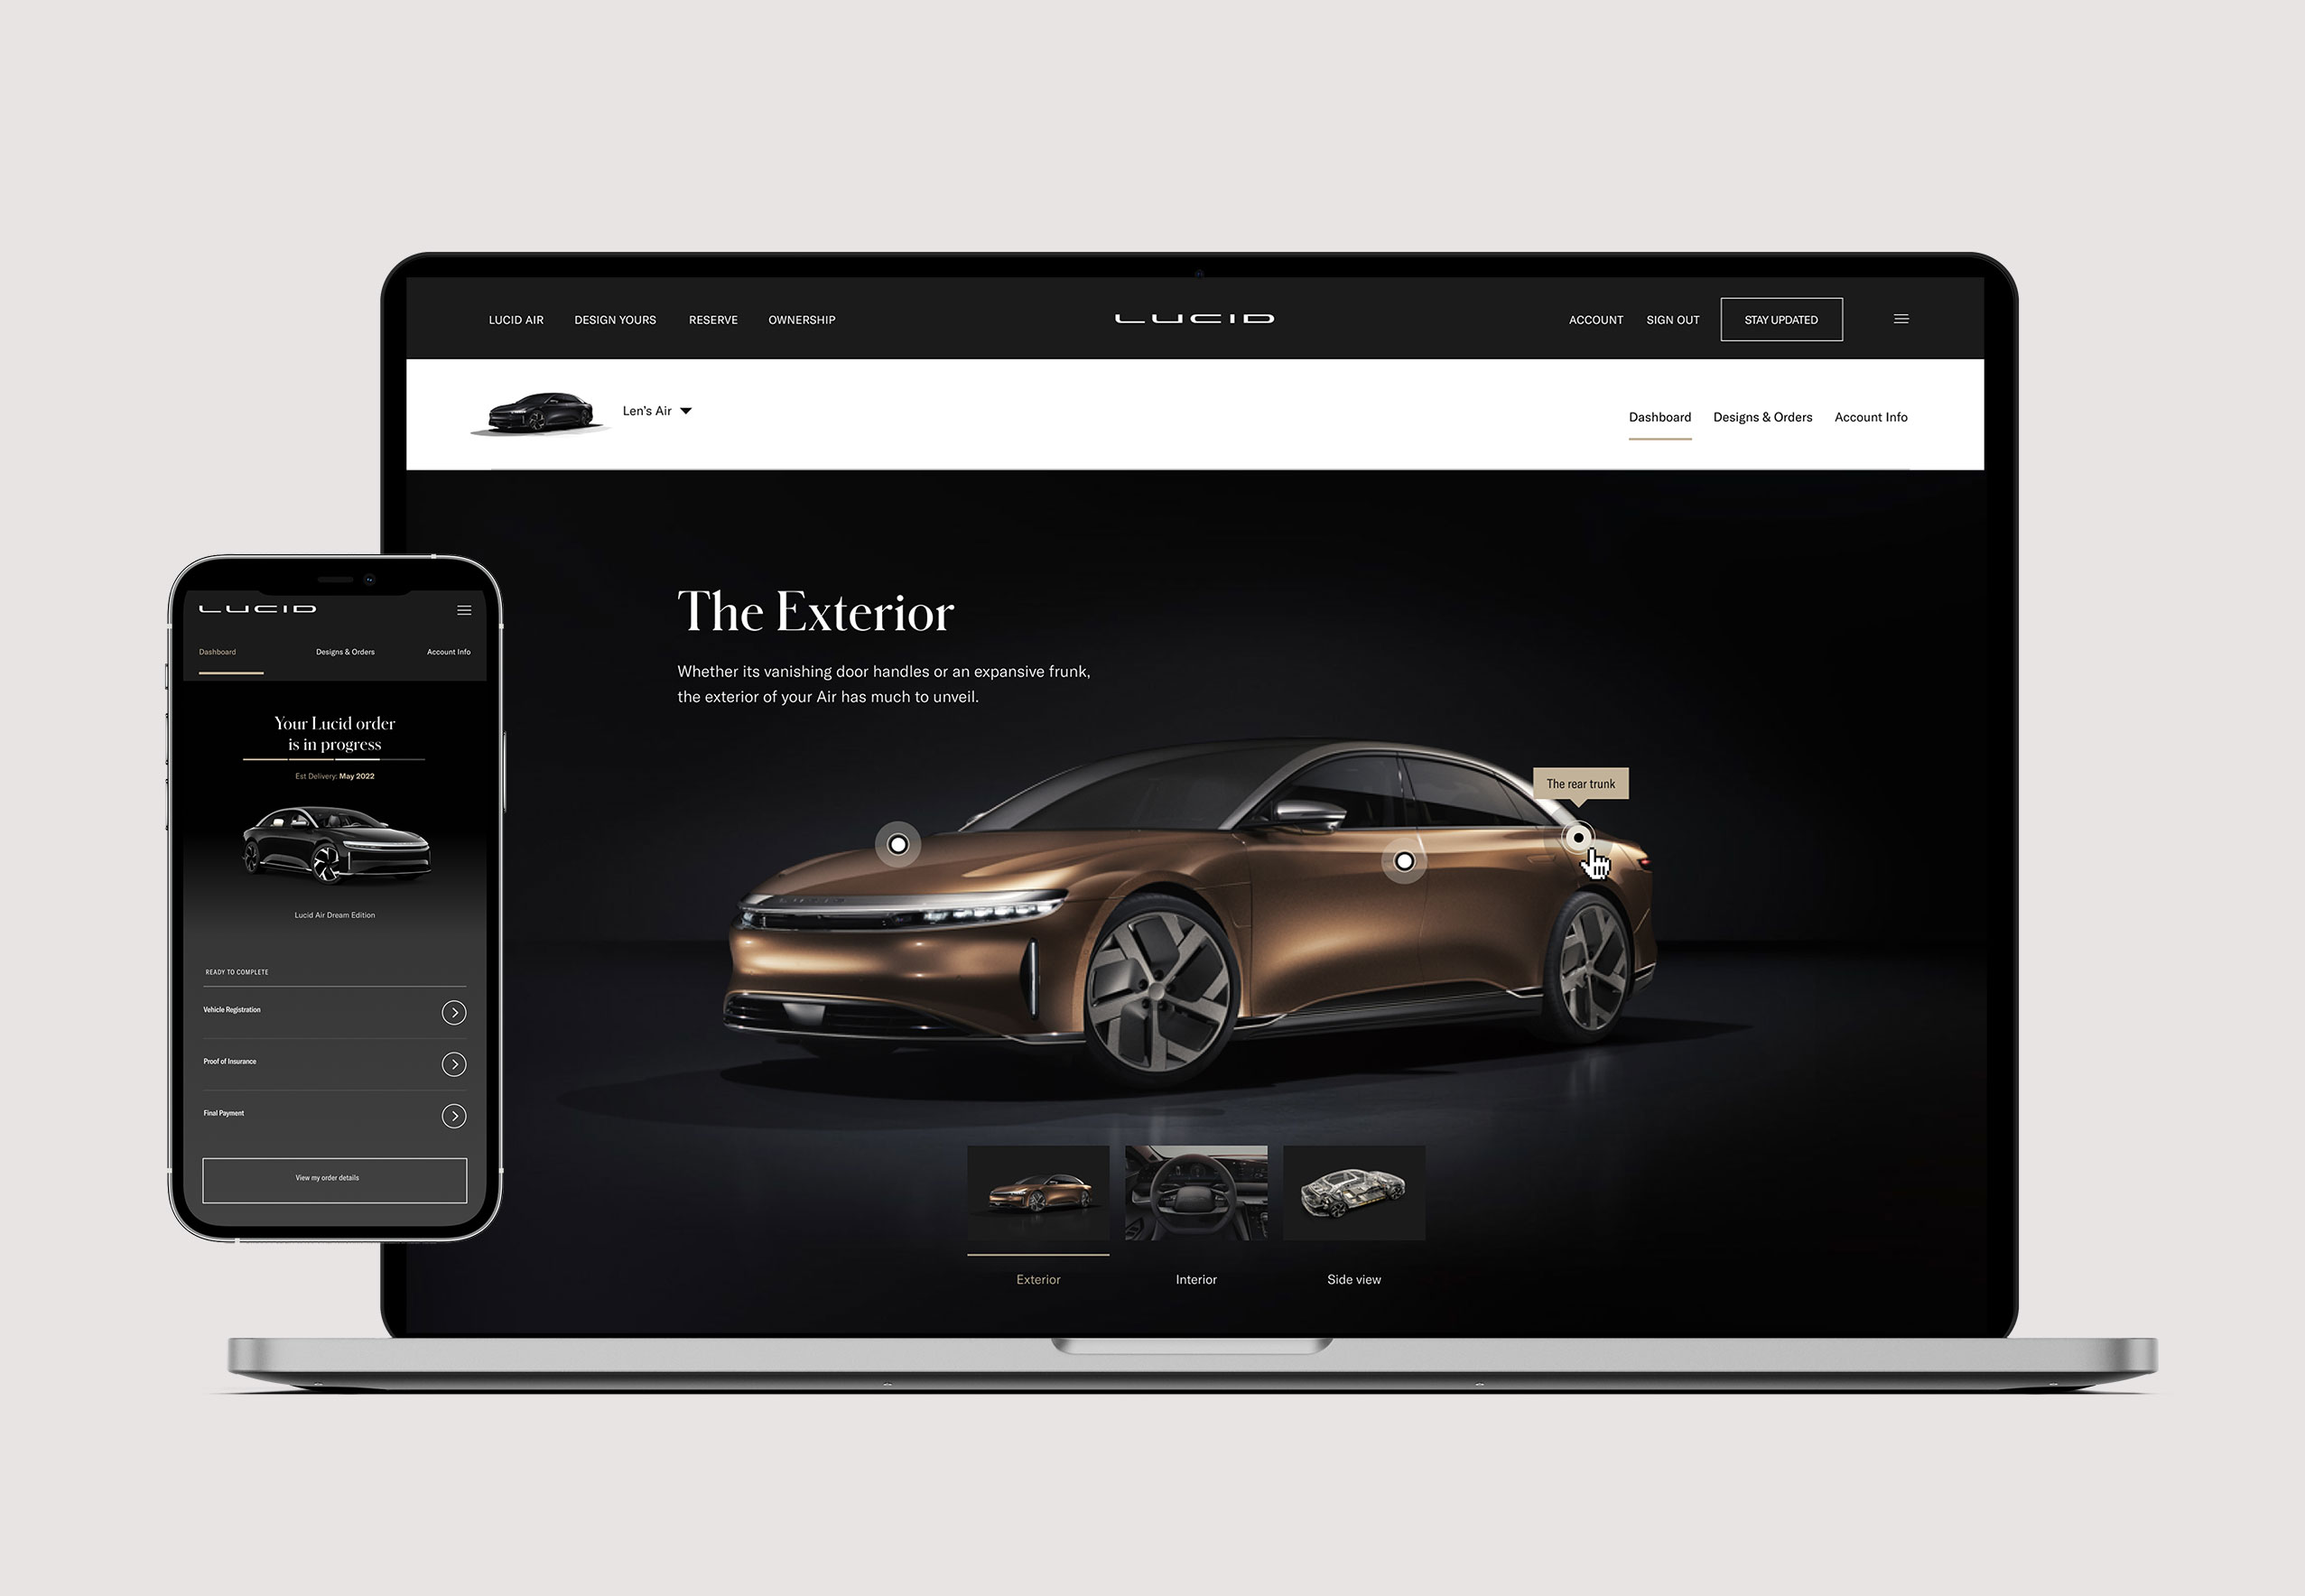 LUCID AIR DESIGN YOURS RESERVE OWNERSHIP LUCID ACCOUNT SIGN OUT STAY UPDATED
Len's Air
Dashboard Designs & Orders Account Info
The Exterior
Whether its vanishing door handles or an expansive frunk,
the exterior of your Air has much to unveil.
The rear trunk
Exterior Interior Side view
LUCID
Dashboard Designs & Orders Account Info
Your Lucid order
is in progress
Est Delivery: May 2022
Lucid Air Dream Edition
READY TO COMPLETE
Vehicle Registration
Proof of Insurance
Final Payment
View my order details